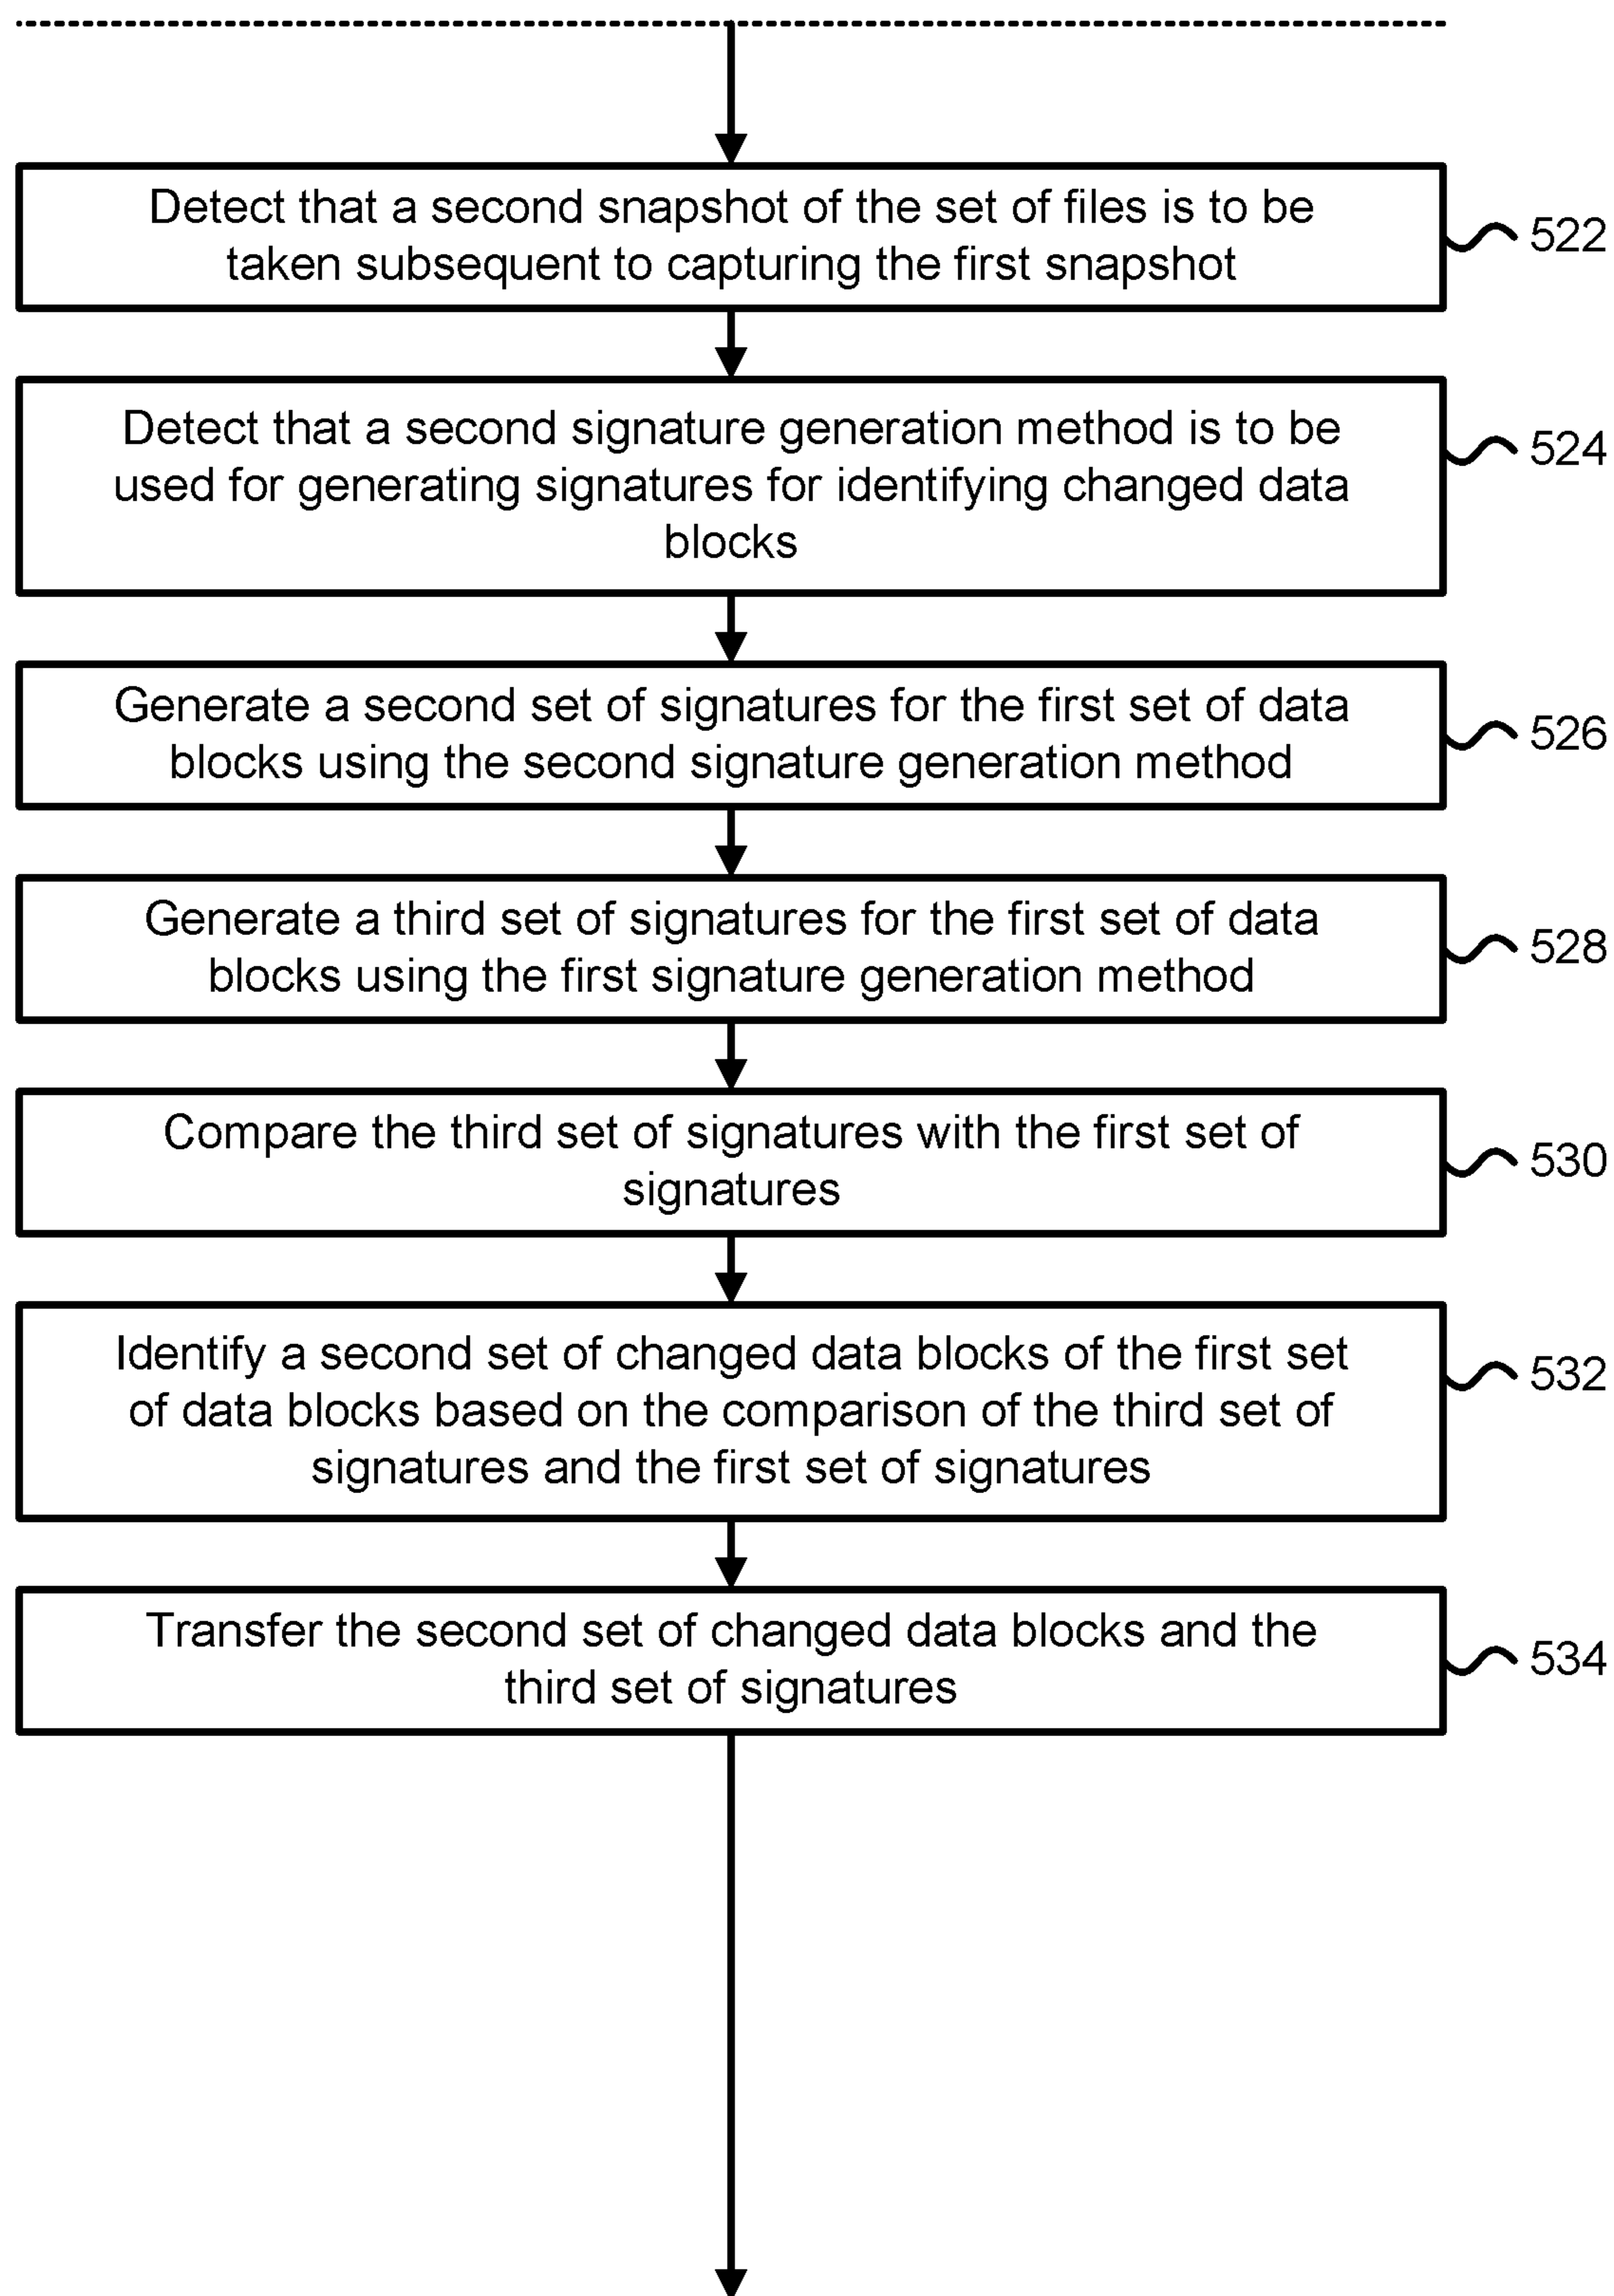 Detect that a second snapshot of the set of files is to be
taken subsequent to capturing the first snapshot
522
Detect that a second signature generation method is to be
used for generating signatures for identifying changed data
blocks
524
Generate a second set of signatures for the first set of data
blocks using the second signature generation method
526
Generate a third set of signatures for the first set of data
blocks using the first signature generation method
528
Compare the third set of signatures with the first set of
signatures
530
Identify a second set of changed data blocks of the first set
of data blocks based on the comparison of the third set of
signatures and the first set of signatures
532
Transfer the second set of changed data blocks and the
third set of signatures
534